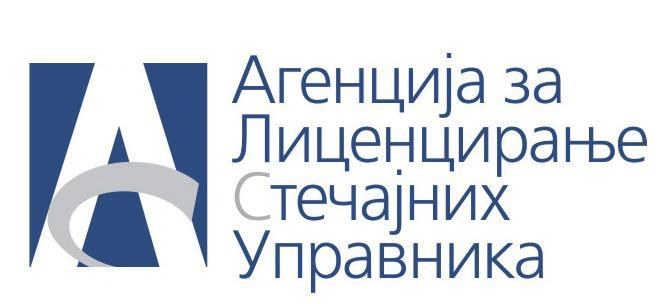 Агенција за
Лиценцирање
Стечајних
Управника